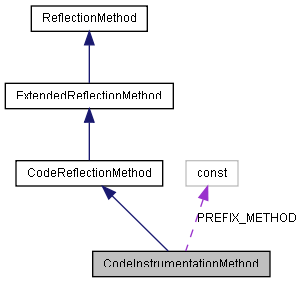 ReflectionMethod
ExtendedReflectionMethod
CodeReflectionMethod
const
PREFIX_METHOD
CodeInstrumentationMethod